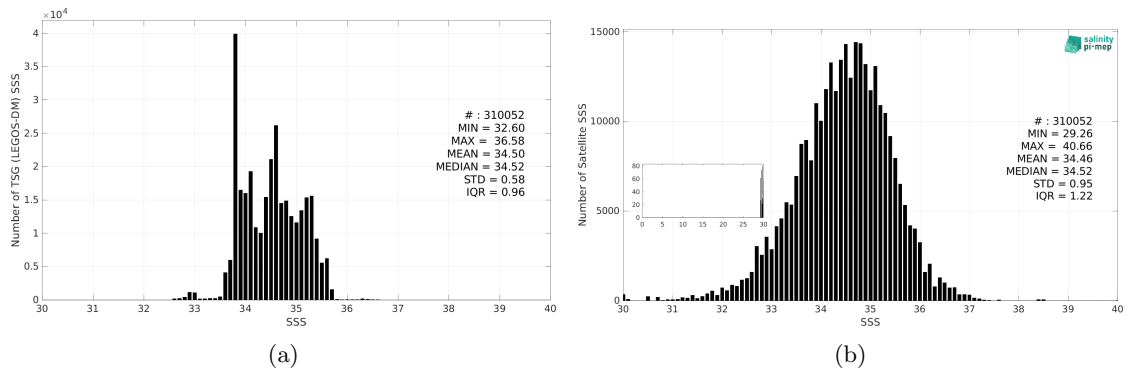 ×10⁴
4
3.5
3
2.5
2
1.5
1
0.5
0
Number of TSG (LEGOS-DM) SSS
# : 310052
MIN = 32.60
MAX = 36.58
MEAN = 34.50
MEDIAN = 34.52
STD = 0.58
IQR = 0.96
30 31 32 33 34 35 36 37 38 39 40
SSS
(a)
15000
10000
5000
0
Number of Satellite SSS
salinity
pi-mep
# : 310052
MIN = 29.26
MAX = 40.66
MEAN = 34.46
MEDIAN = 34.52
STD = 0.95
IQR = 1.22
80
60
40
20
0
0 5 10 15 20 25 30
30 31 32 33 34 35 36 37 38 39 40
SSS
(b)